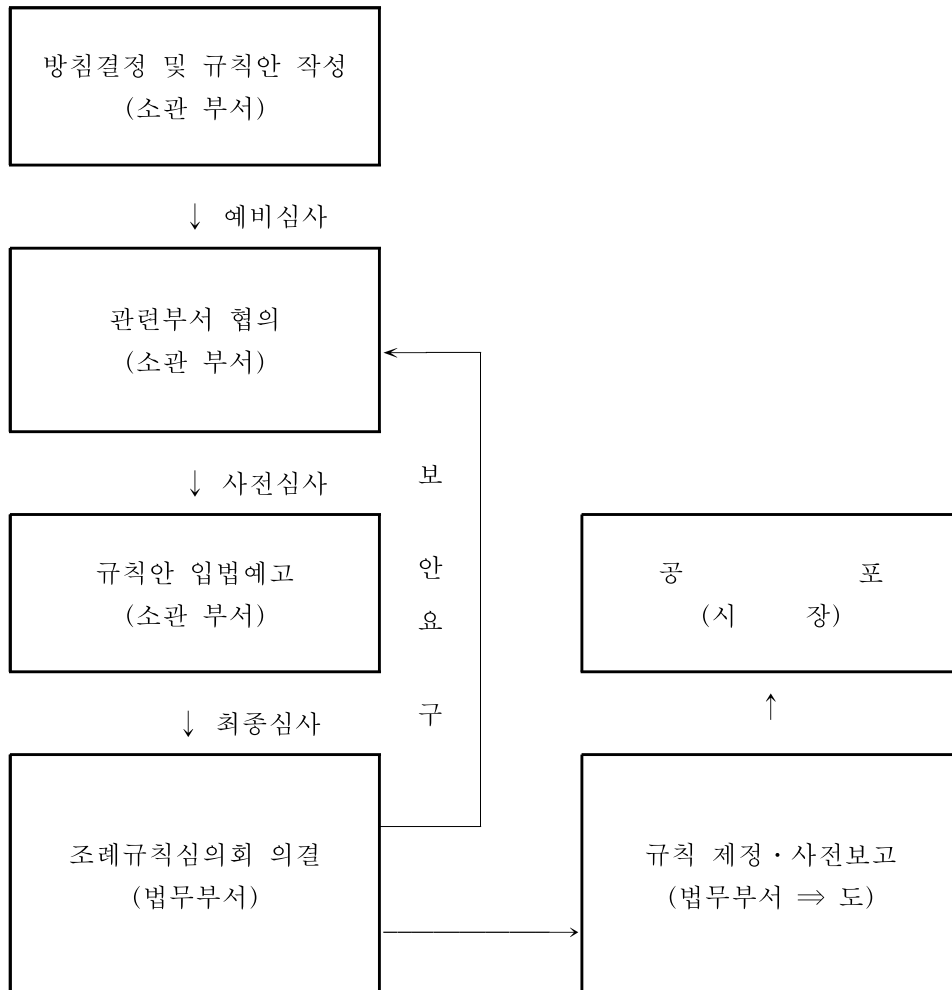 방침결정 및 규칙안 작성
(소관 부서)
↓ 예비심사
관련부서 협의
(소관 부서)
↓ 사전심사
규칙안 입법예고
(소관 부서)
↓ 최종심사
조례규칙심의회 의결
(법무부서)
보
안
요
구
규칙 제정·사전보고
(법무부서 ⇒ 도)
↑
공 포
(시 장)